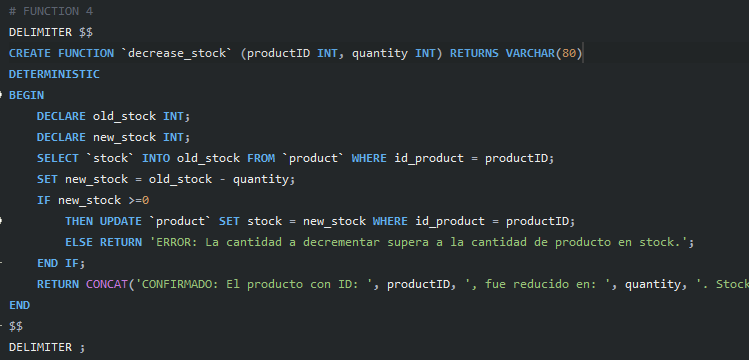 # FUNCTION 4
DELIMITER $$
CREATE FUNCTION `decrease_stock` (productID INT, quantity INT) RETURNS VARCHAR(80)
DETERMINISTIC
BEGIN
    DECLARE old_stock INT;
    DECLARE new_stock INT;
    SELECT `stock` INTO old_stock FROM `product` WHERE id_product = productID;
    SET new_stock = old_stock - quantity;
    IF new_stock >=0
        THEN UPDATE `product` SET stock = new_stock WHERE id_product = productID;
        ELSE RETURN 'ERROR: La cantidad a decrementar supera a la cantidad de producto en stock.';
    END IF;
    RETURN CONCAT('CONFIRMADO: El producto con ID: ', productID, ', fue reducido en: ', quantity, '. Stock
END
$$
DELIMITER ;